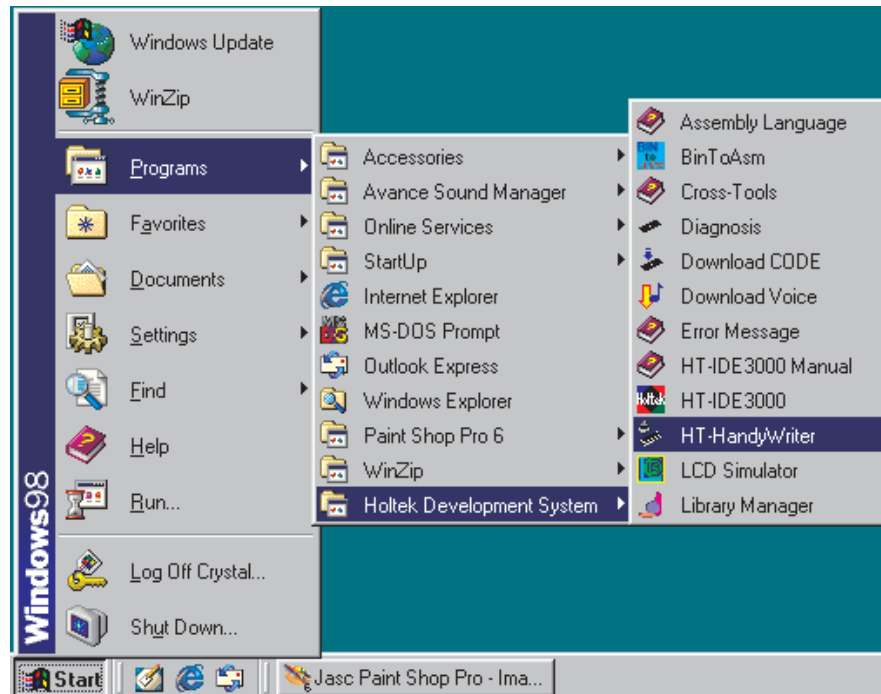 Windows Update
WinZip
Programs
Favorites
Documents
Settings
Find
Help
Run...
Log Off Crystal...
Shut Down...
Windows98
Accessories
Avance Sound Manager
Online Services
StartUp
Internet Explorer
MS-DOS Prompt
Outlook Express
Windows Explorer
Paint Shop Pro 6
WinZip
Holtek Development System
Assembly Language
BinToAsm
Cross-Tools
Diagnosis
Download CODE
Download Voice
Error Message
HT-IDE3000 Manual
HT-IDE3000
HT-HandyWriter
LCD Simulator
Library Manager
Start
Jasc Paint Shop Pro - Ima...